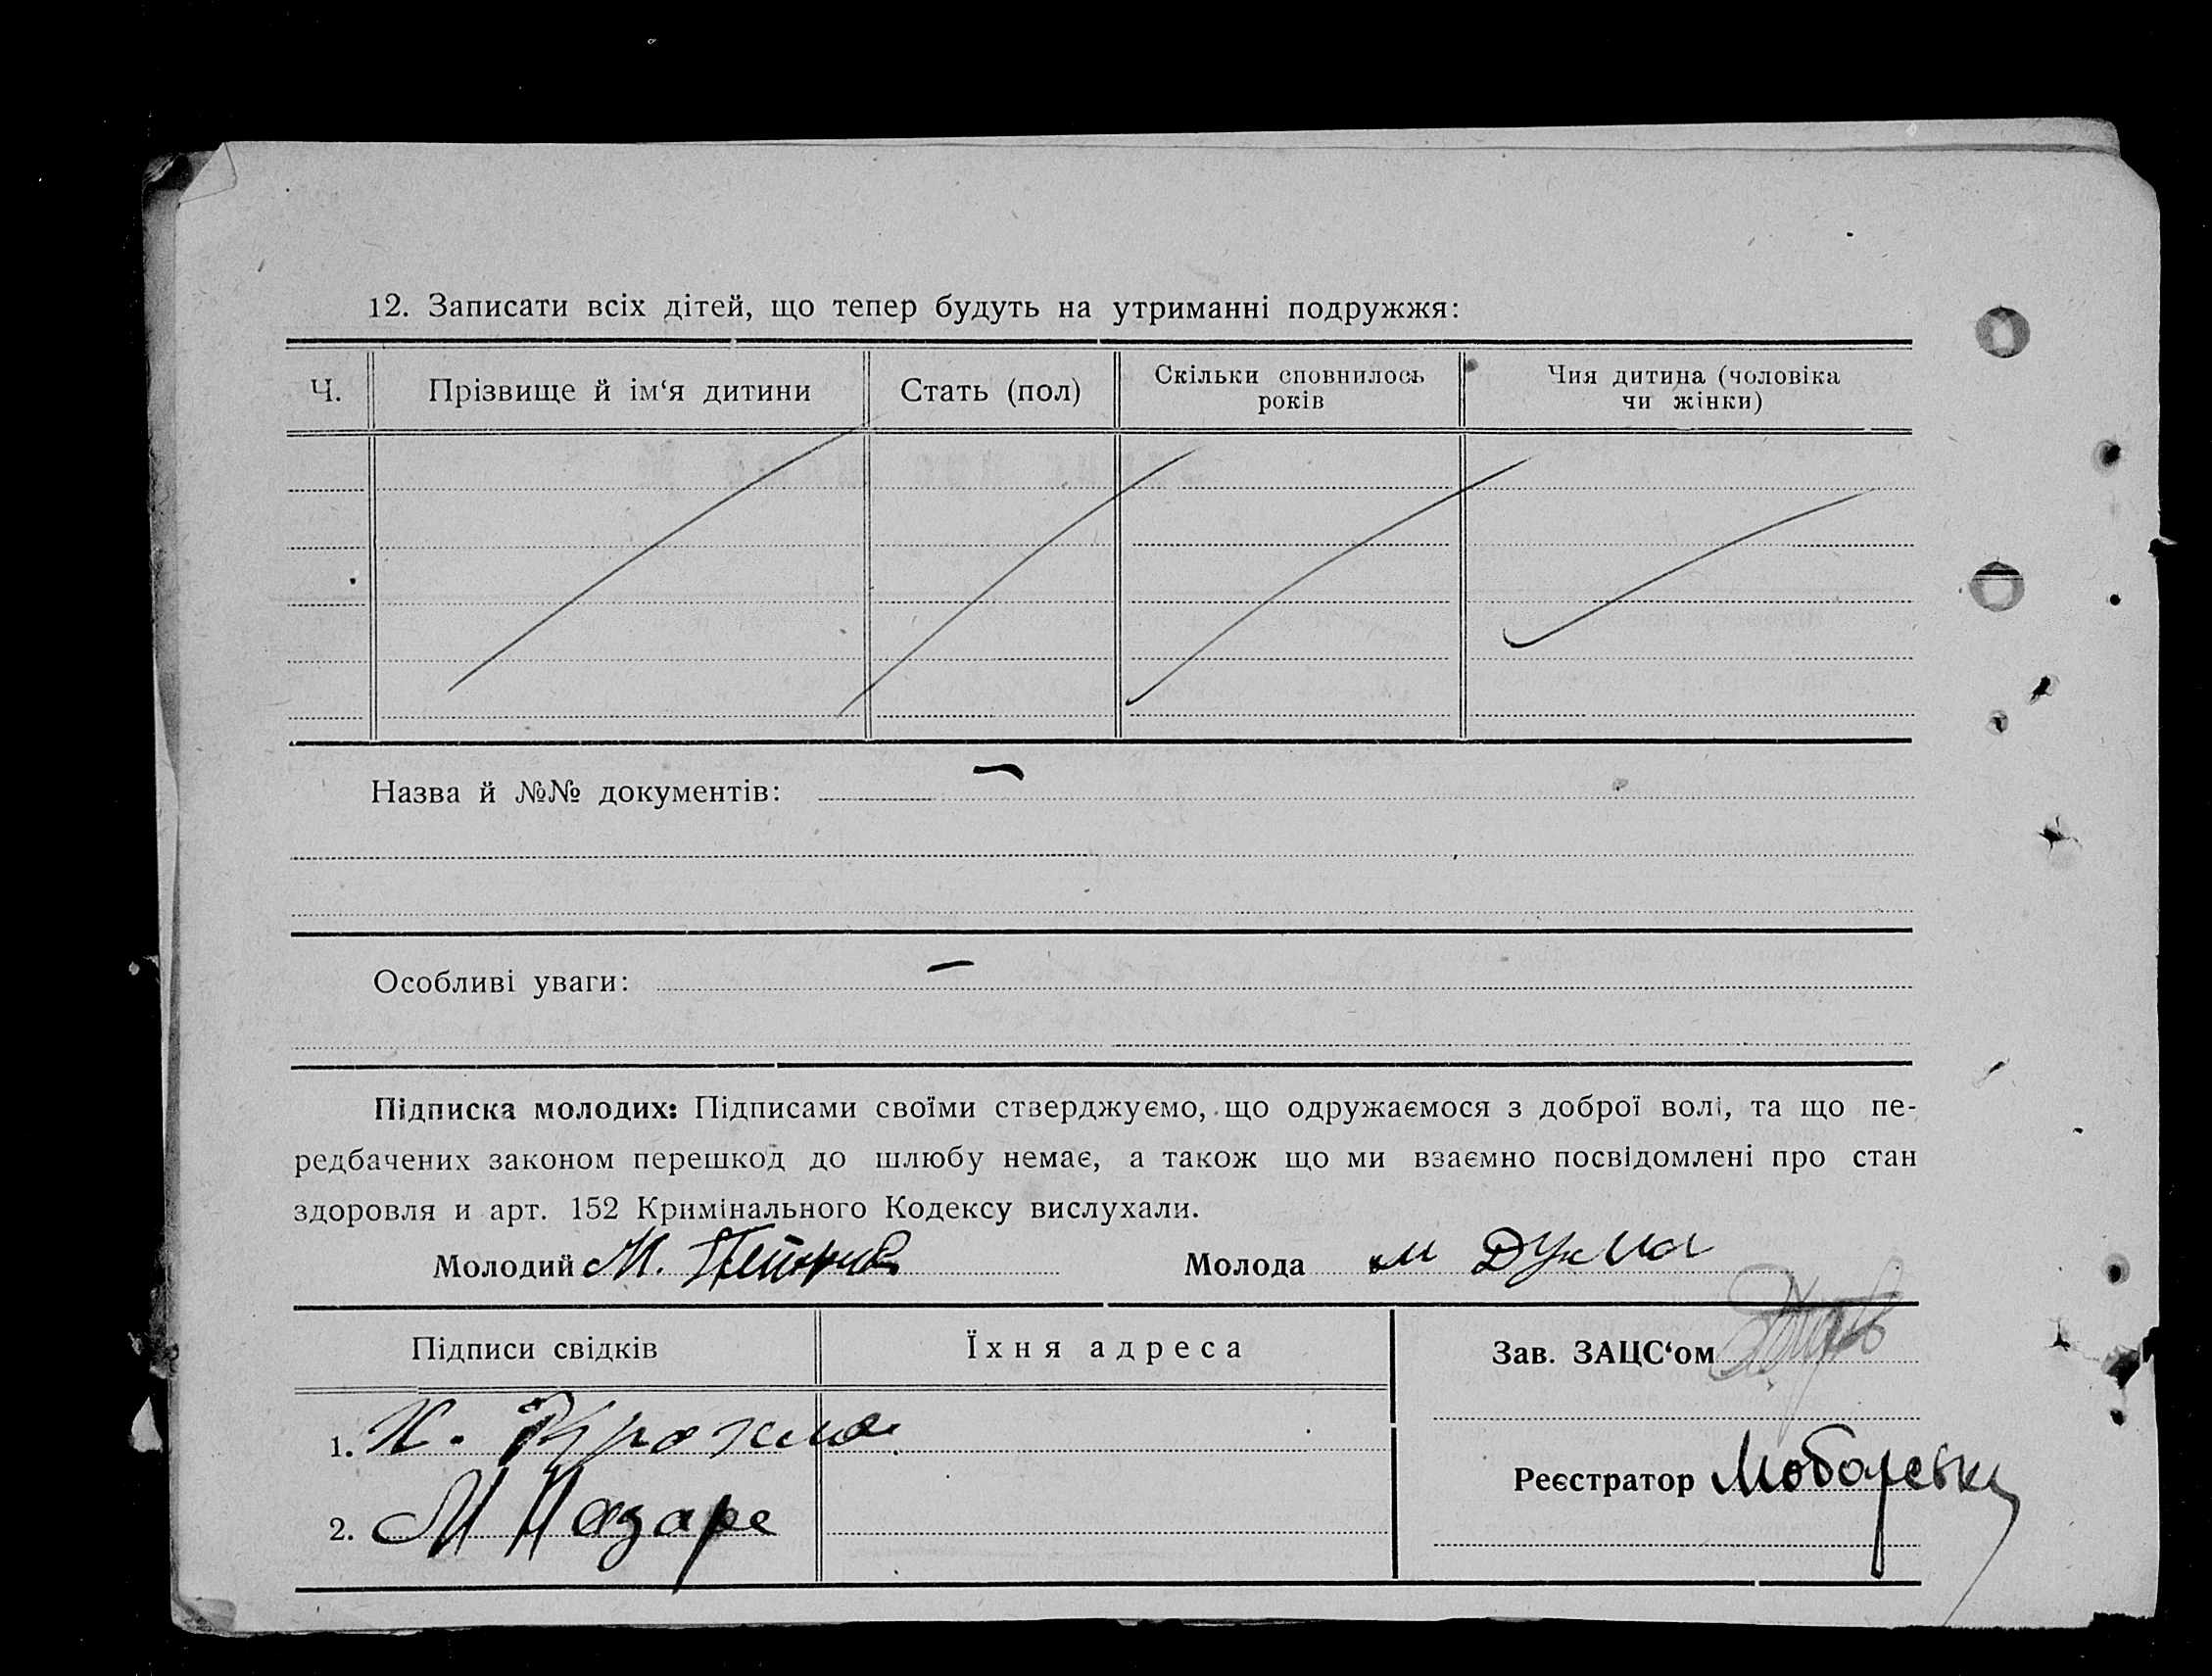 12. Записати всіх дітей, що тепер будуть на утриманні подружжя:
Ч.
Прізвище й ім‘я дитини
Стать (пол)
Скільки сповнилось
років
Чия дитина (чоловіка
чи жінки)
Назва й №№ документів: —
Особливі уваги: —
Підписка молодих: Підписами своїми стверджуємо, що одружаємося з доброї волі, та що пе-
редбачених законом перешкод до шлюбу немає, а також що ми взаємно посвідомлені про стан
здоровля и арт. 152 Кримінального Кодексу вислухали.
Молодий М.
Молода м Дума
Підписи свідків
Їхня адреса
Зав. ЗАЦС‘ом
1. К.
Реєстратор
2. М Назаре